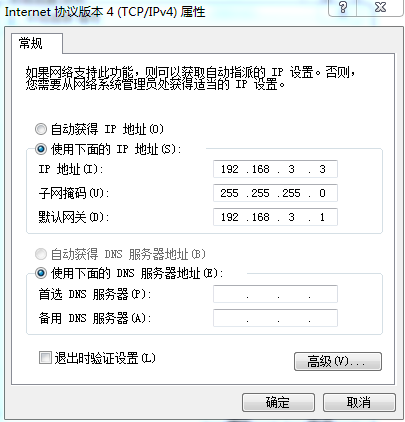 Internet 协议版本 4 (TCP/IPv4) 属性
常规
如果网络支持此功能，则可以获取自动指派的 IP 设置。否则，
您需要从网络系统管理员处获得适当的 IP 设置。
自动获得 IP 地址(O)
使用下面的 IP 地址(S):
IP 地址(I): 192 .168 . 3 . 3
子网掩码(U): 255 .255 .255 . 0
默认网关(D): 192 .168 . 3 . 1
自动获得 DNS 服务器地址(B)
使用下面的 DNS 服务器地址(E):
首选 DNS 服务器(P): . . .
备用 DNS 服务器(A): . . .
退出时验证设置(L)
高级(V)...
确定 取消